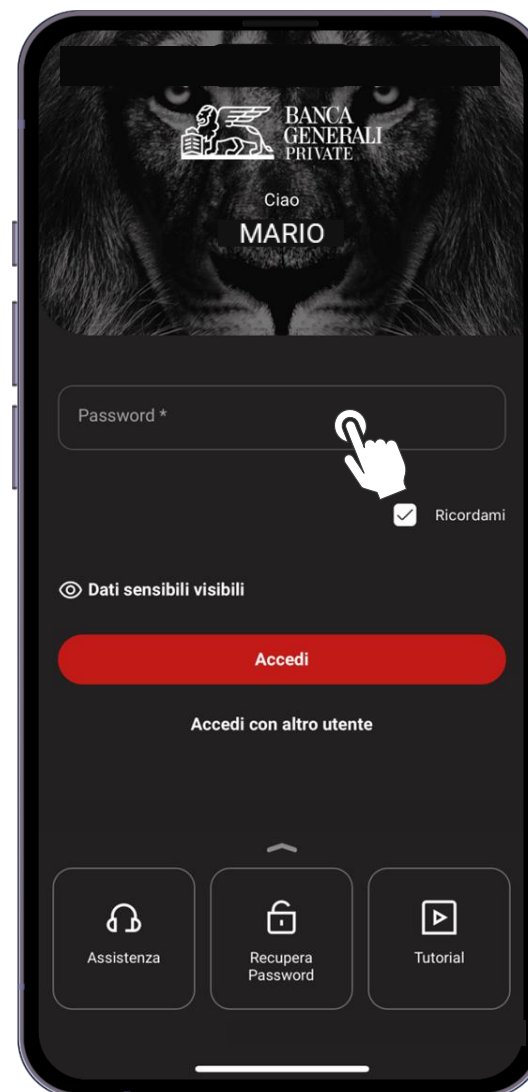 BANCA
GENERALI
PRIVATE
Ciao
MARIO
Password *
Ricordami
Dati sensibili visibili
Accedi
Accedi con altro utente
Assistenza
Recupera
Password
Tutorial